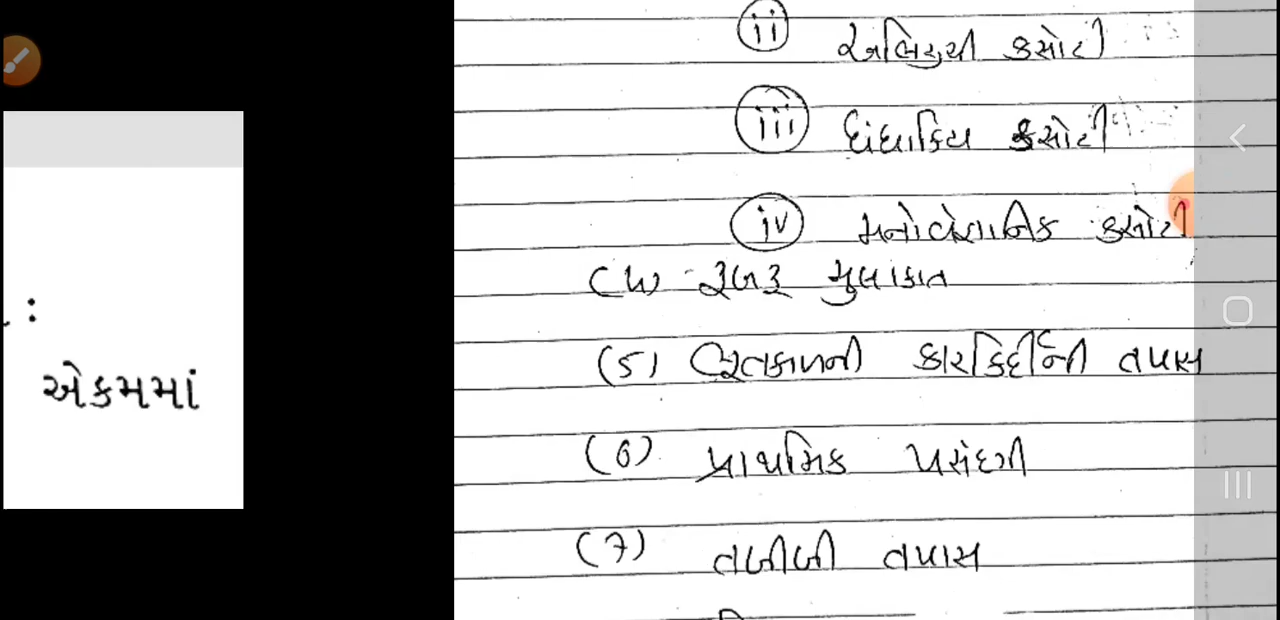 ii અભિરુચી કસોટી
iii ધંધાકિય કસોટી
iv મનોવૈજ્ઞાનિક કસોટી
(4) રૂબરૂ મુલાકાત
(5) ભૂતકાળની કારકિર્દીની તપાસ
:
એકમમાં
(6) પ્રાથમિક પસંદગી
(7) તબીબી તપાસ